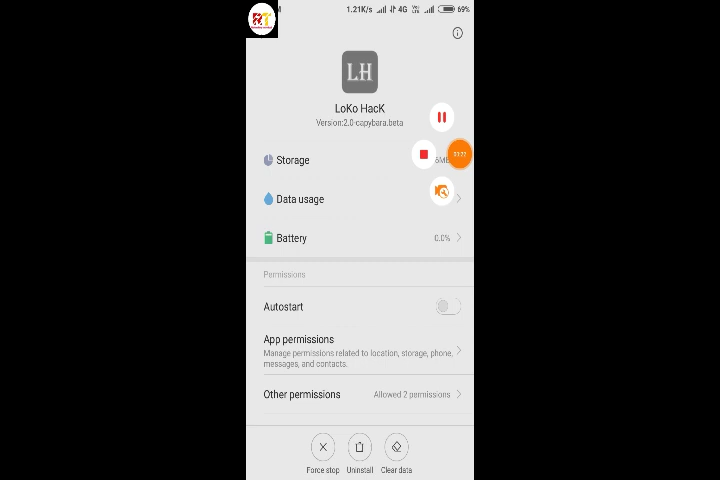 RT
1.21K/s 4G 69%
LH
LoKo HacK
Version:2.0-capybara.beta
Storage
Data usage
Battery 0.0%
Permissions
Autostart
App permissions
Manage permissions related to location, storage, phone,
messages, and contacts.
Other permissions Allowed 2 permissions
Force stop Uninstall Clear data